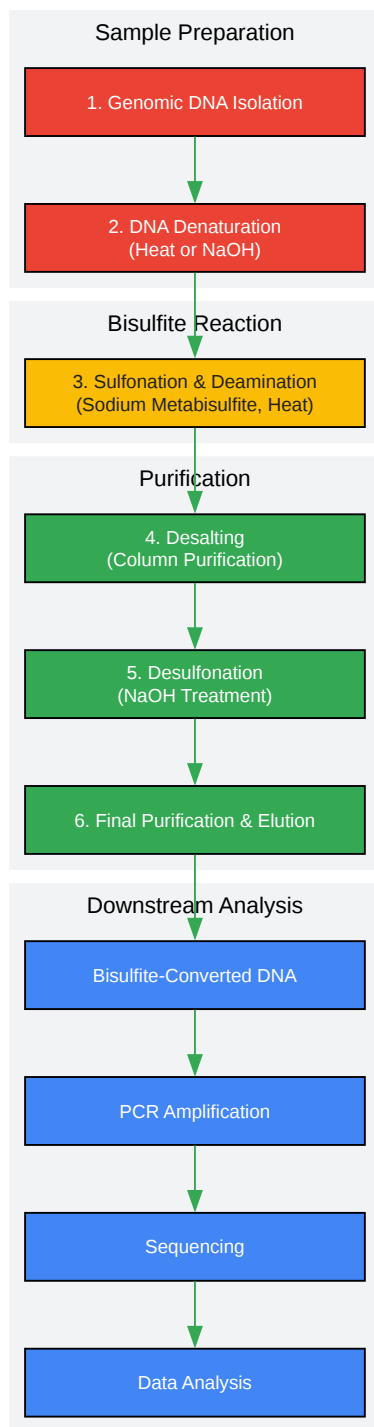 Sample Preparation
1. Genomic DNA Isolation
2. DNA Denaturation
(Heat or NaOH)
Bisulfite Reaction
3. Sulfonation & Deamination
(Sodium Metabisulfite, Heat)
Purification
4. Desalting
(Column Purification)
5. Desulfonation
(NaOH Treatment)
6. Final Purification & Elution
Downstream Analysis
Bisulfite-Converted DNA
PCR Amplification
Sequencing
Data Analysis